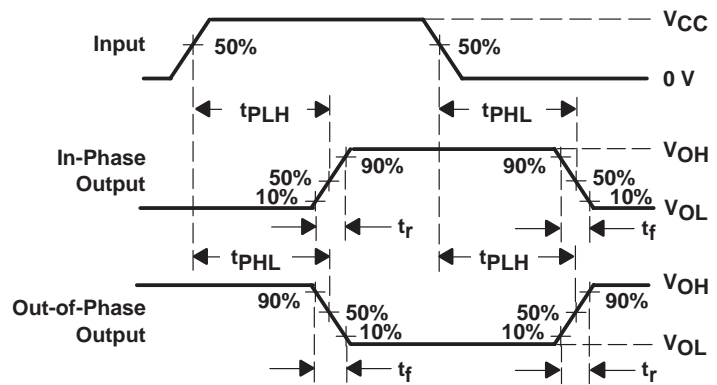 VCC
Input
50%
50%
0 V
tPLH
tPHL
In-Phase
Output
VOH
90%
90%
50%
50%
10%
10%
VOL
tr
tf
tPHL
tPLH
Out-of-Phase
Output
VOH
90%
90%
50%
50%
10%
10%
VOL
tf
tr